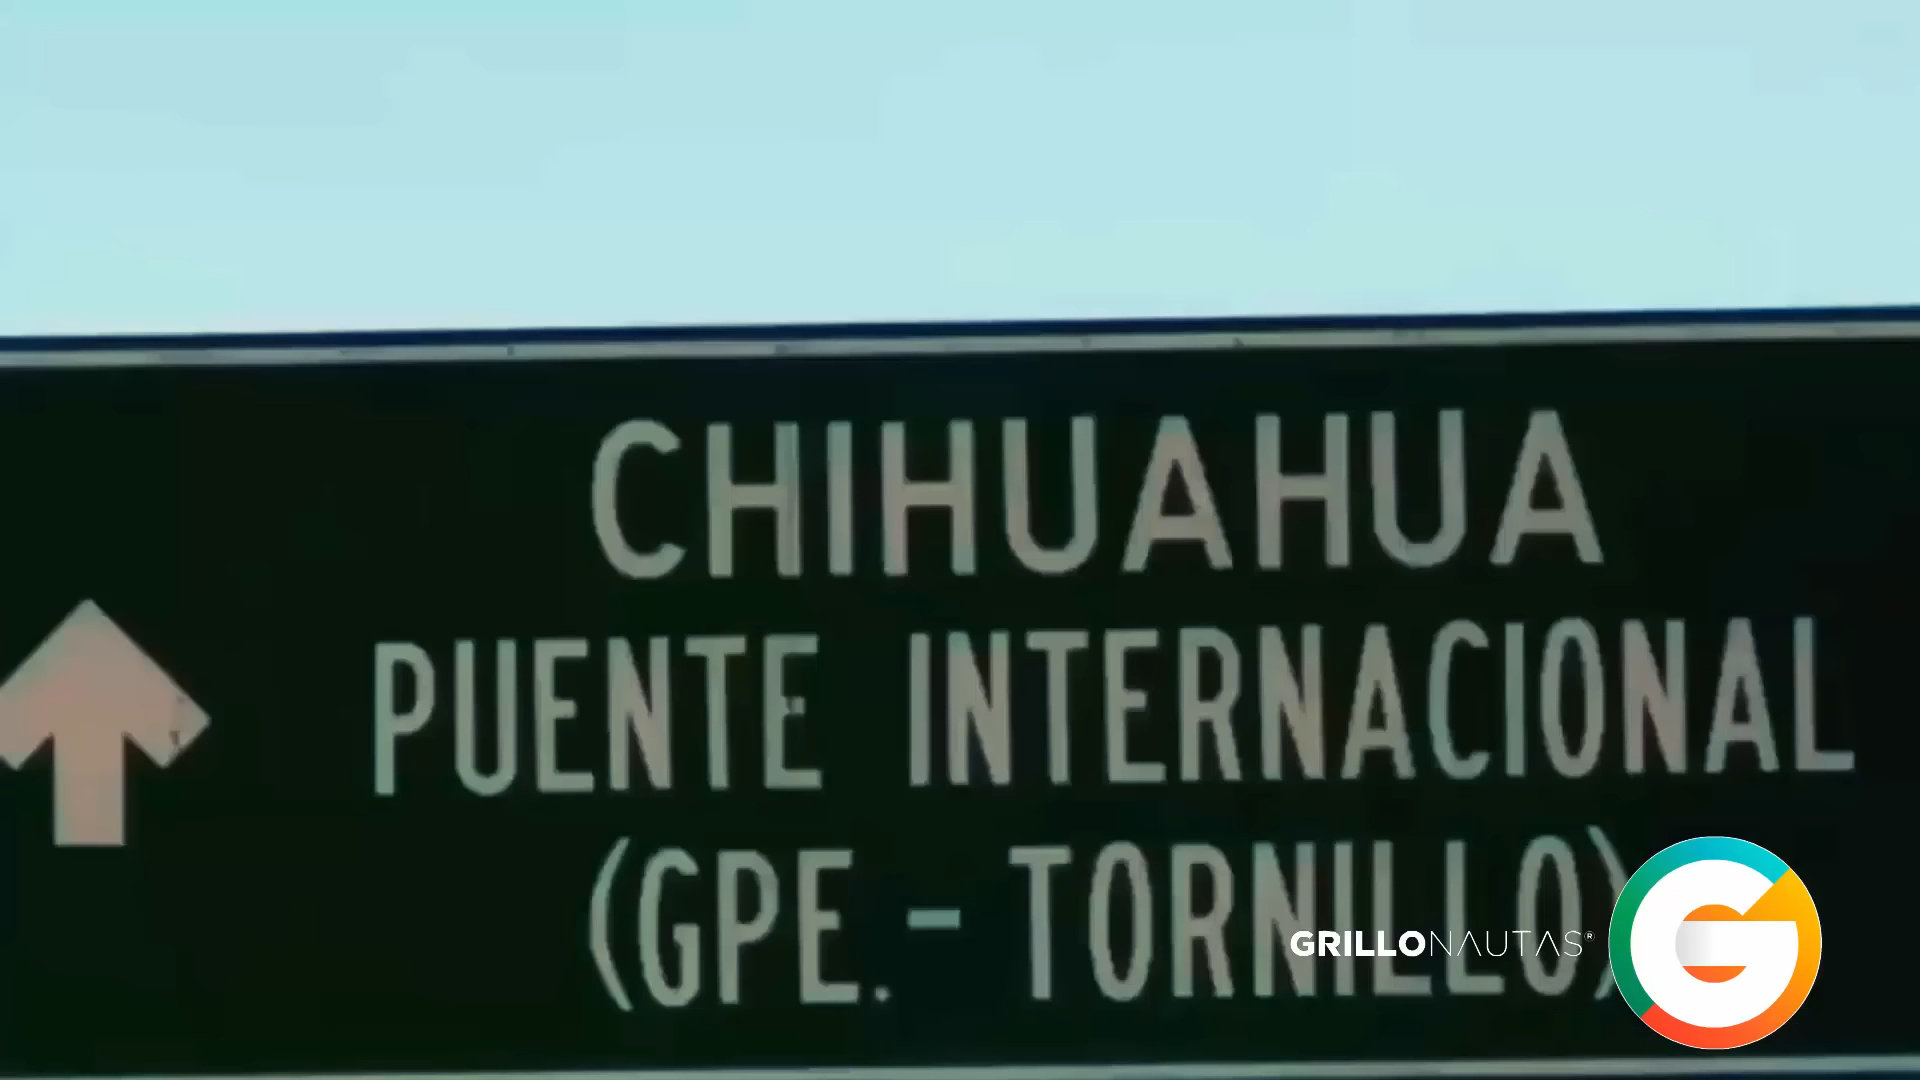 CHIHUAHUA
PUENTE INTERNACIONAL
(GPE. - TORNILLO)
GRILLONAUTAS®